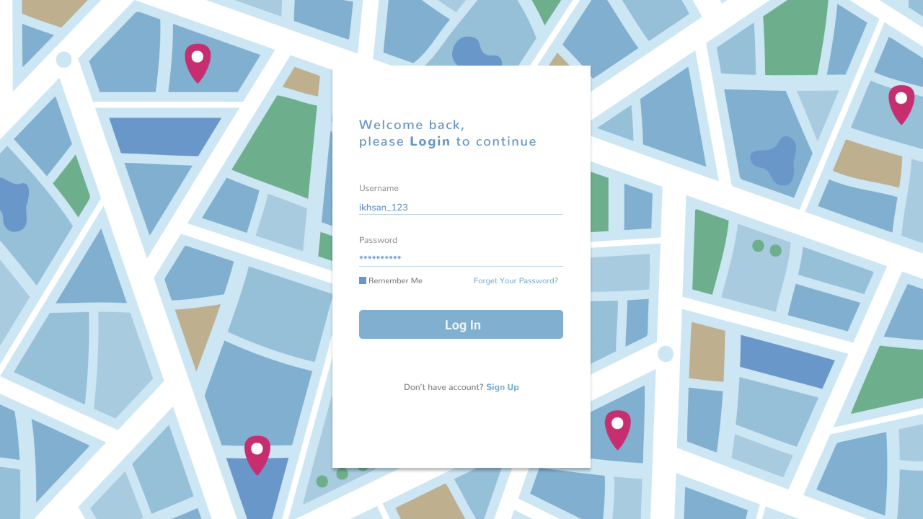 Welcome back,
please Login to continue
Username
ikhsan_123
Password
**********
Remember Me
Forget Your Password?
Log In
Don't have account? Sign Up